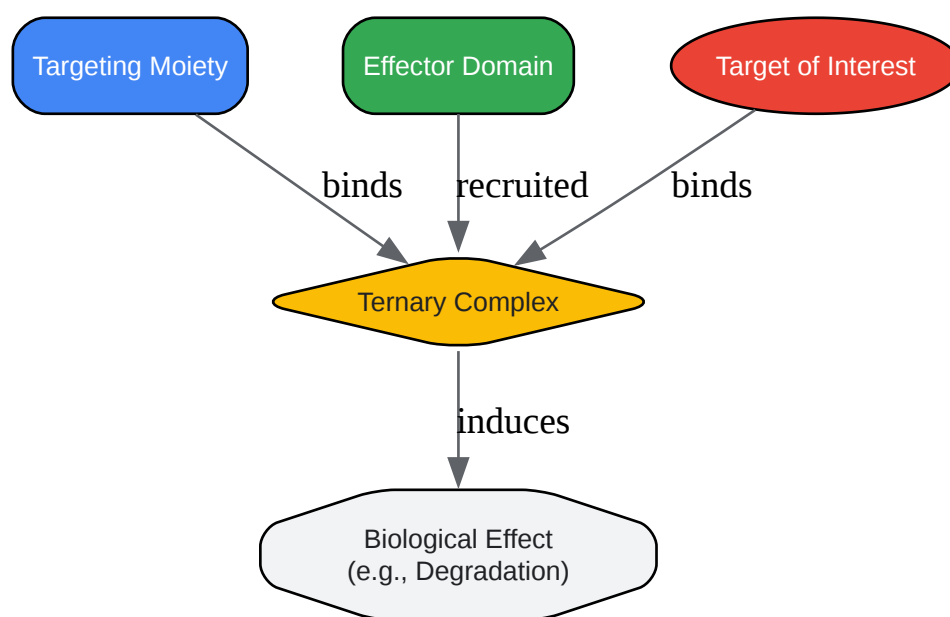 Targeting Moiety
Effector Domain
Target of Interest
binds
recruited
binds
Ternary Complex
induces
Biological Effect
(e.g., Degradation)